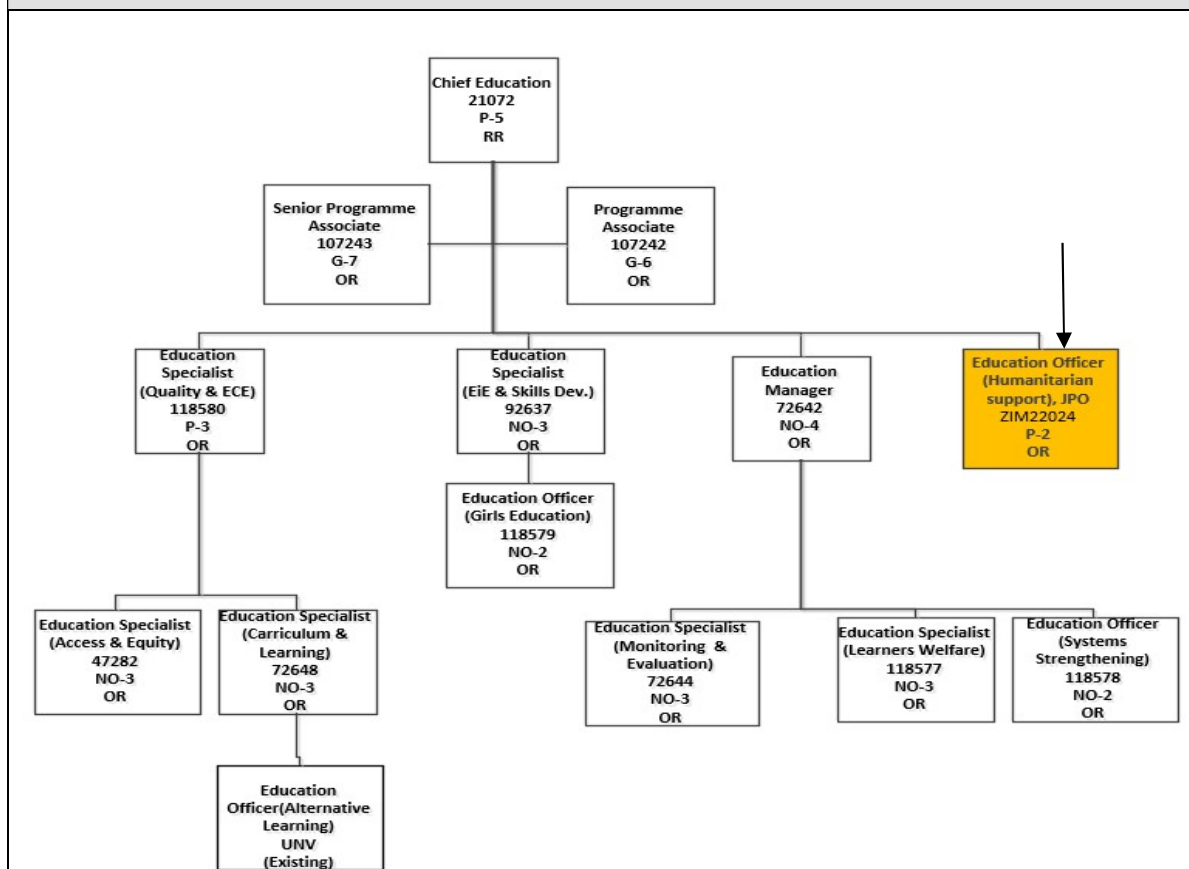 Chief Education
21072
P-5
RR
Senior Programme
Associate
107243
G-7
OR
Programme
Associate
107242
G-6
OR
Education
Specialist
(Quality & ECE)
118580
P-3
OR
Education
Specialist
(EiE & Skills Dev.)
92637
NO-3
OR
Education
Manager
72642
NO-4
OR
Education Officer
(Humanitarian
support), JPO
ZIM22024
P-2
OR
Education Officer
(Girls Education)
118579
NO-2
OR
Education Specialist
(Access & Equity)
47282
NO-3
OR
Education Specialist
(Carriculum &
Learning)
72648
NO-3
OR
Education Specialist
(Monitoring & 
Evaluation)
72644
NO-3
OR
Education Specialist
(Learners Welfare)
118577
NO-3
OR
Education Officer
(Systems
Strengthening)
118578
NO-2
OR
Education
Officer(Alternative
Learning)
UNV
(Existing)